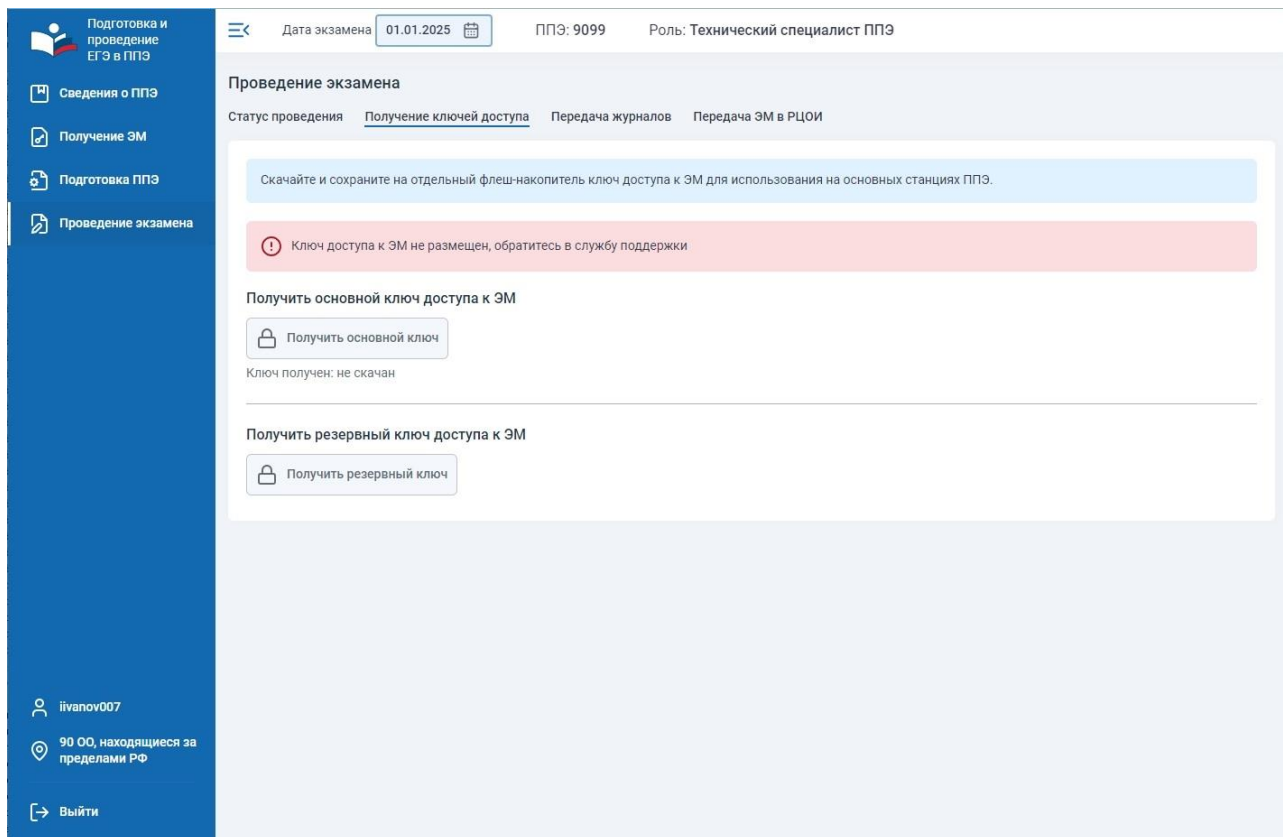 Подготовка и
проведение
ЕГЭ в ППЭ
Сведения о ППЭ
Получение ЭМ
Подготовка ППЭ
Проведение экзамена
iivanov007
90 ОО, находящиеся за
пределами РФ
Выйти
Дата экзамена 01.01.2025 ППЭ: 9099 Роль: Технический специалист ППЭ
Проведение экзамена
Статус проведения Получение ключей доступа Передача журналов Передача ЭМ в РЦОИ
Скачайте и сохраните на отдельный флеш-накопитель ключ доступа к ЭМ для использования на основных станциях ППЭ.
Ключ доступа к ЭМ не размещен, обратитесь в службу поддержки
Получить основной ключ доступа к ЭМ
Получить основной ключ
Ключ получен: не скачан
Получить резервный ключ доступа к ЭМ
Получить резервный ключ